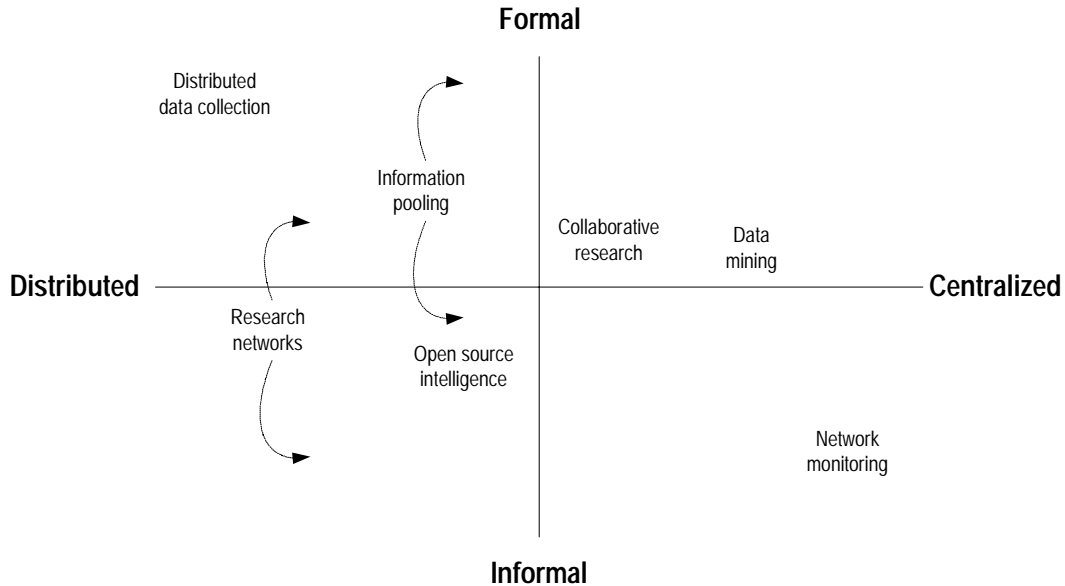 Formal
Distributed
data collection
Information
pooling
Collaborative
research
Data
mining
Distributed
Centralized
Research
networks
Open source
intelligence
Network
monitoring
Informal